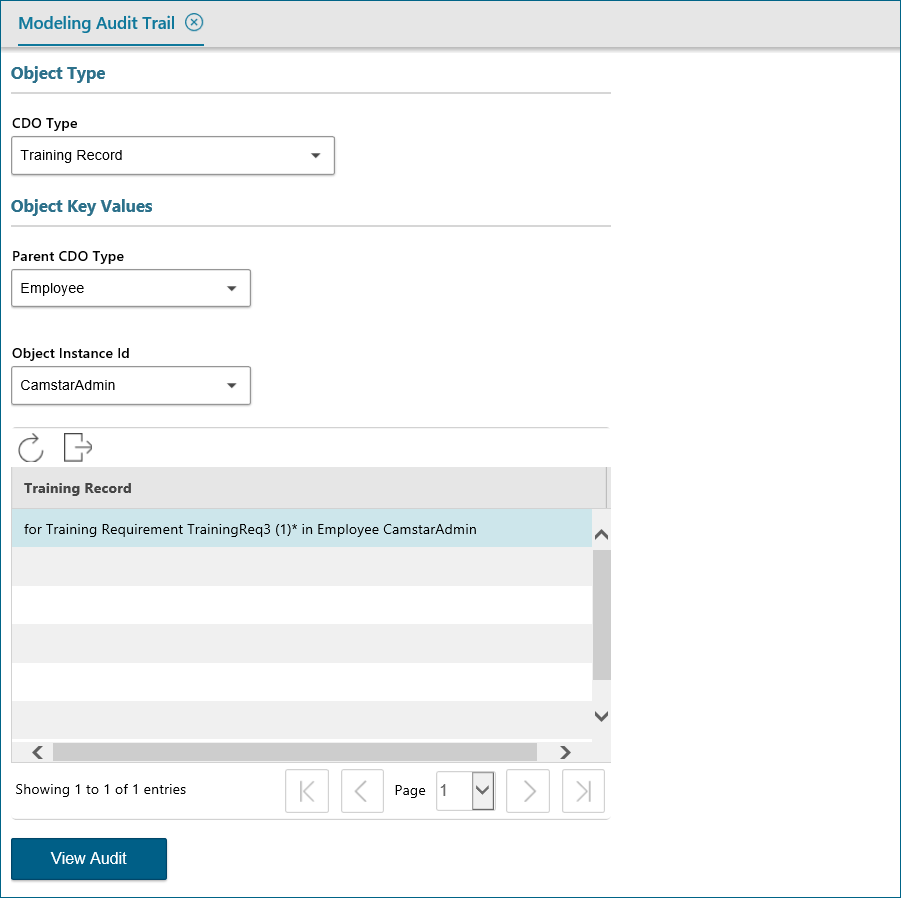 Modeling Audit Trail
Object Type
CDO Type
Training Record
Object Key Values
Parent CDO Type
Employee
Object Instance Id
CamstarAdmin
Training Record
for Training Requirement TrainingReq3 (1)* in Employee CamstarAdmin
Showing 1 to 1 of 1 entries
Page
1
View Audit